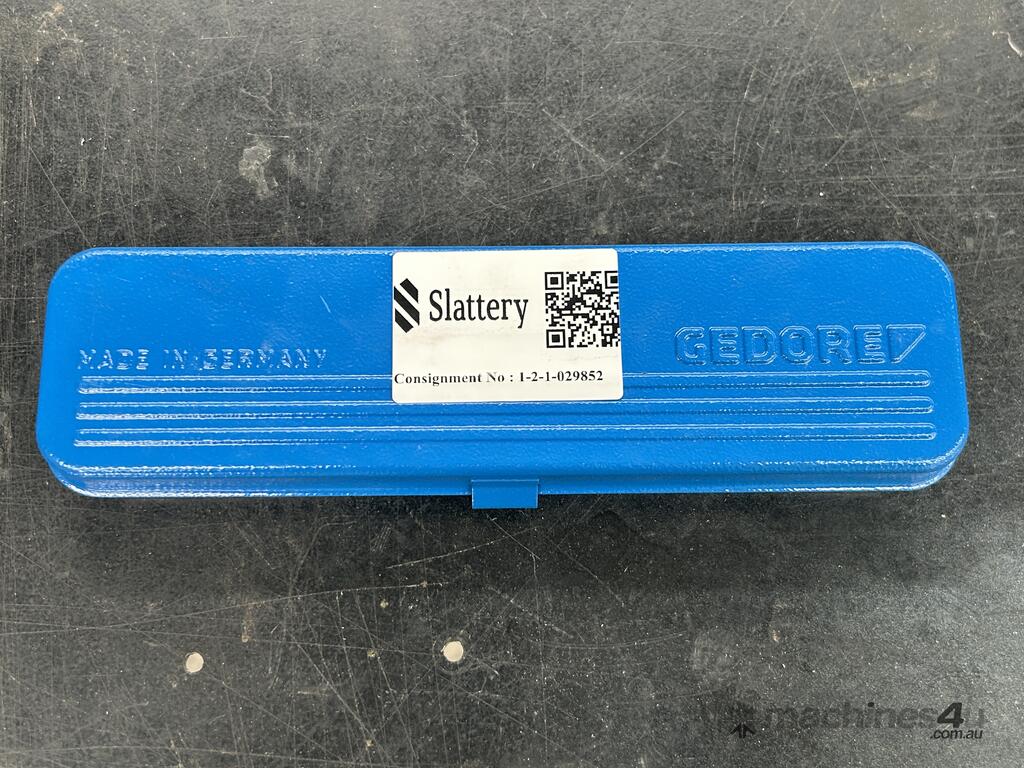 Slattery
MADE IN GERMANY
GEDORE
Consignment No : 1-2-1-029852
machines4u
.com.au